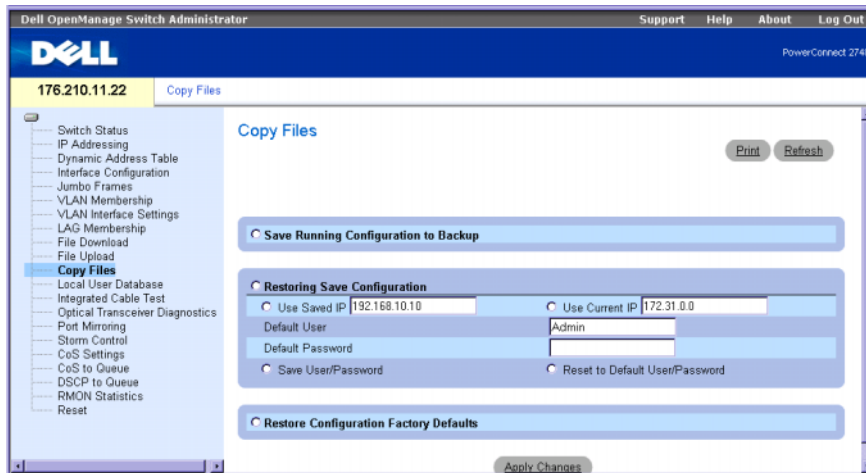 Dell OpenManage Switch Administrator Support Help About Log Out
DELL
PowerConnect 274
176.210.11.22 Copy Files
Switch Status
IP Addressing
Dynamic Address Table
Interface Configuration
Jumbo Frames
VLAN Membership
VLAN Interface Settings
LAG Membership
File Download
File Upload
Copy Files
Local User Database
Integrated Cable Test
Optical Transceiver Diagnostics
Port Mirroring
Storm Control
CoS Settings
CoS to Queue
DSCP to Queue
RMON Statistics
Reset
Copy Files
Print Refresh
Save Running Configuration to Backup
Restoring Save Configuration
Use Saved IP 192.168.10.10 Use Current IP 172.31.0.0
Default User Admin
Default Password
Save User/Password Reset to Default User/Password
Restore Configuration Factory Defaults
Apply Changes